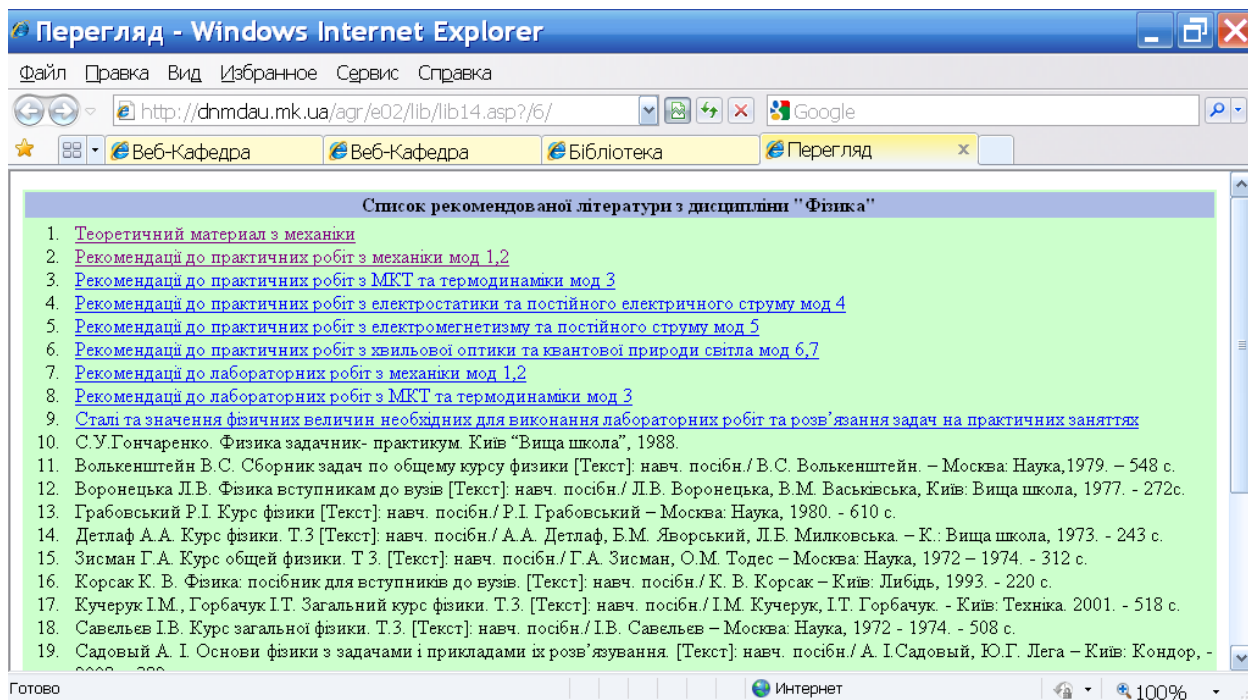 Перегляд - Windows Internet Explorer
Файл Правка Вид Избранное Сервис Справка
http://dnmdau.mk.ua/agr/e02/lib/lib14.asp?/6/ Google
Веб-Кафедра Веб-Кафедра Бібліотека Перегляд
Список рекомендованої літератури з дисципліни "Фізика"
1. Теоретичний материал з механіки
2. Рекомендації до практичних робіт з механіки мод 1,2
3. Рекомендації до практичних робіт з МКТ та термодинаміки мод 3
4. Рекомендації до практичних робіт з електростатики та постійного електричного струму мод 4
5. Рекомендації до практичних робіт з електромегнетизму та постійного струму мод 5
6. Рекомендації до практичних робіт з хвильової оптики та квантової природи світла мод 6,7
7. Рекомендації до лабораторних робіт з механіки мод 1,2
8. Рекомендації до лабораторних робіт з МКТ та термодинаміки мод 3
9. Сталі та значення фізичних величин необхідних для виконання лабораторних робіт та розв’язання задач на практичних заняттях
10. С.У.Гончаренко. Физика задачник- практикум. Київ “Вища школа”, 1988.
11. Волькенштейн В.С. Сборник задач по общему курсу физики [Текст]: навч. посібн./ В.С. Волькенштейн. – Москва: Наука,1979. – 548 с.
12. Воронецька Л.В. Фізика вступникам до вузів [Текст]: навч. посібн./ Л.В. Воронецька, В.М. Васьківська, Київ: Вища школа, 1977. - 272с.
13. Грабовський Р.І. Курс фізики [Текст]: навч. посібн./ Р.І. Грабовський – Москва: Наука, 1980. - 610 с.
14. Детлаф А.А. Курс фізики. Т.3 [Текст]: навч. посібн./ А.А. Детлаф, Б.М. Яворський, Л.Б. Милковська. – К.: Вища школа, 1973. - 243 с.
15. Зисман Г.А. Курс общей физики. Т 3. [Текст]: навч. посібн./ Г.А. Зисман, О.М. Тодес – Москва: Наука, 1972 – 1974. - 312 с.
16. Корсак К. В. Фізика: посібник для вступників до вузів. [Текст]: навч. посібн./ К. В. Корсак – Київ: Либідь, 1993. - 220 с.
17. Кучерук І.М., Горбачук І.Т. Загальний курс фізики. Т.3. [Текст]: навч. посібн./ І.М. Кучерук, І.Т. Горбачук. - Київ: Техніка. 2001. - 518 с.
18. Савєльєв І.В. Курс загальної фізики. Т.3. [Текст]: навч. посібн./ І.В. Савєльєв – Москва: Наука, 1972 - 1974. - 508 с.
19. Садовый А. І. Основи фізики з задачами і прикладами їх розв’язування. [Текст]: навч. посібн./ А. І.Садовый, Ю.Г. Лега – Київ: Кондор, -
Готово Интернет 100%